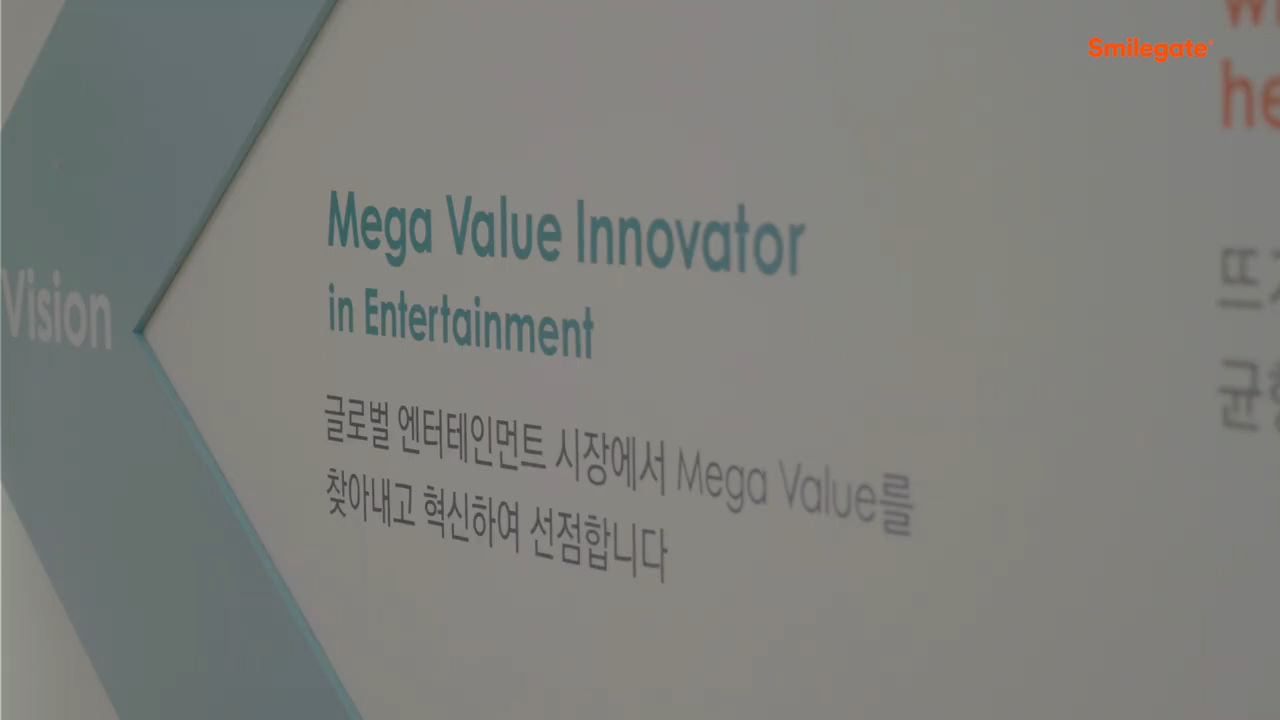 Smilegate
Vision
Mega Value Innovator
in Entertainment
글로벌 엔터테인먼트 시장에서 Mega Value를
찾아내고 혁신하여 선점합니다